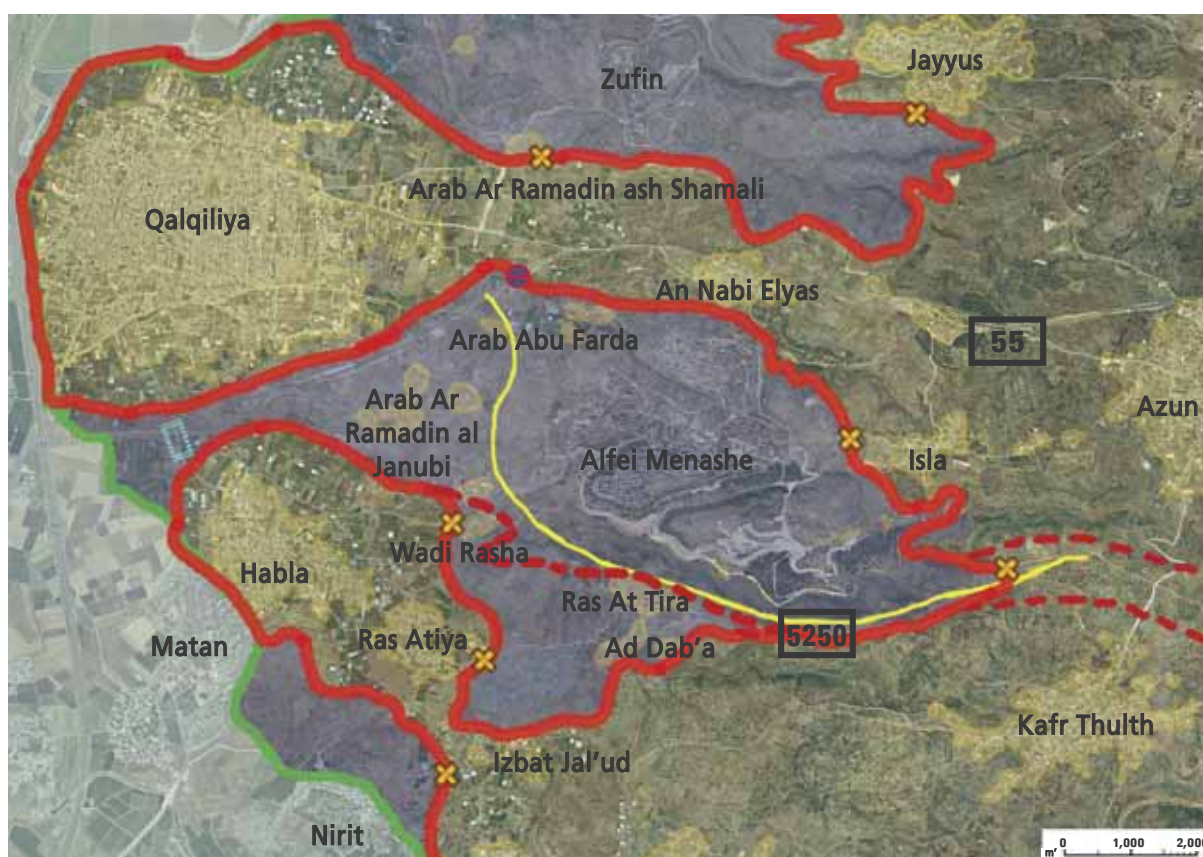 Jayyus
Zufin
Arab Ar Ramadin ash Shamali
Qalqiliya
An Nabi Elyas
55
Arab Abu Farda
Azun
Arab Ar
Ramadin al
Janubi
Alfei Menashe
Isla
Wadi Rasha
Habla
Ras At Tira
5250
Matan
Ras Atiya
Ad Dab'a
Kafr Thulth
Izbat Jal'ud
Nirit
0 1,000 2,00
m'